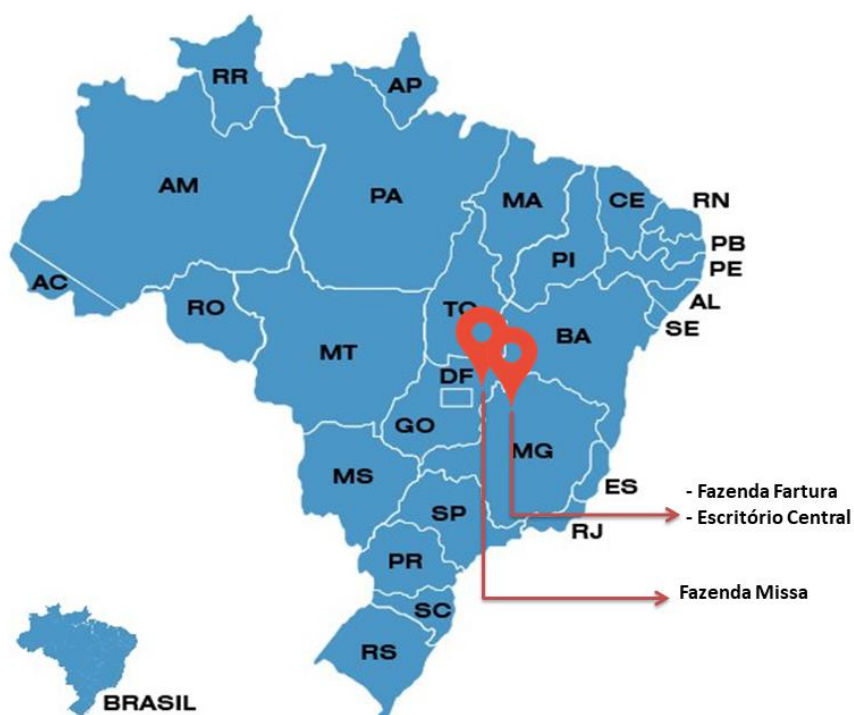 RR
AP
AM
PA
MA
CE
RN
PB
PE
PI
AL
SE
AC
RO
TO
BA
MT
DF
GO
MG
MS
ES
- Fazenda Fartura
- Escritório Central
SP
RJ
PR
Fazenda Missa
SC
RS
BRASIL